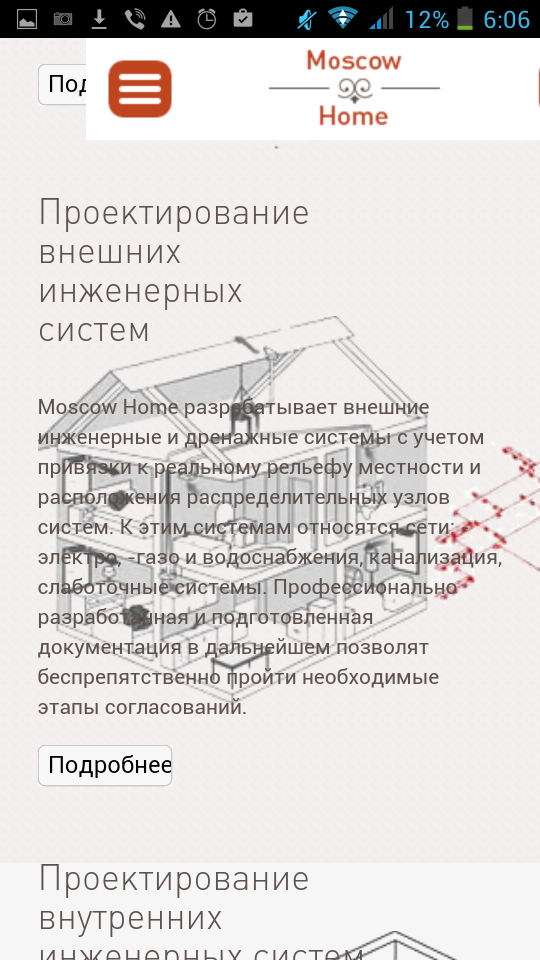 12% 6:06
Под
Moscow
Home
Проектирование
внешних
инженерных
систем
Moscow Home разрабатывает внешние
инженерные и дренажные системы с учетом
привязки к реальному рельефу местности и
расположения распределительных узлов
систем. К этим системам относятся сети: -
электро, -газо и водоснабжения, канализация,
слаботочные системы. Профессионально
разработанная и подготовленная
документация в дальнейшем позволят
беспрепятственно пройти необходимые
этапы согласований.
Подробнее
Проектирование
внутренних
инженерных систем